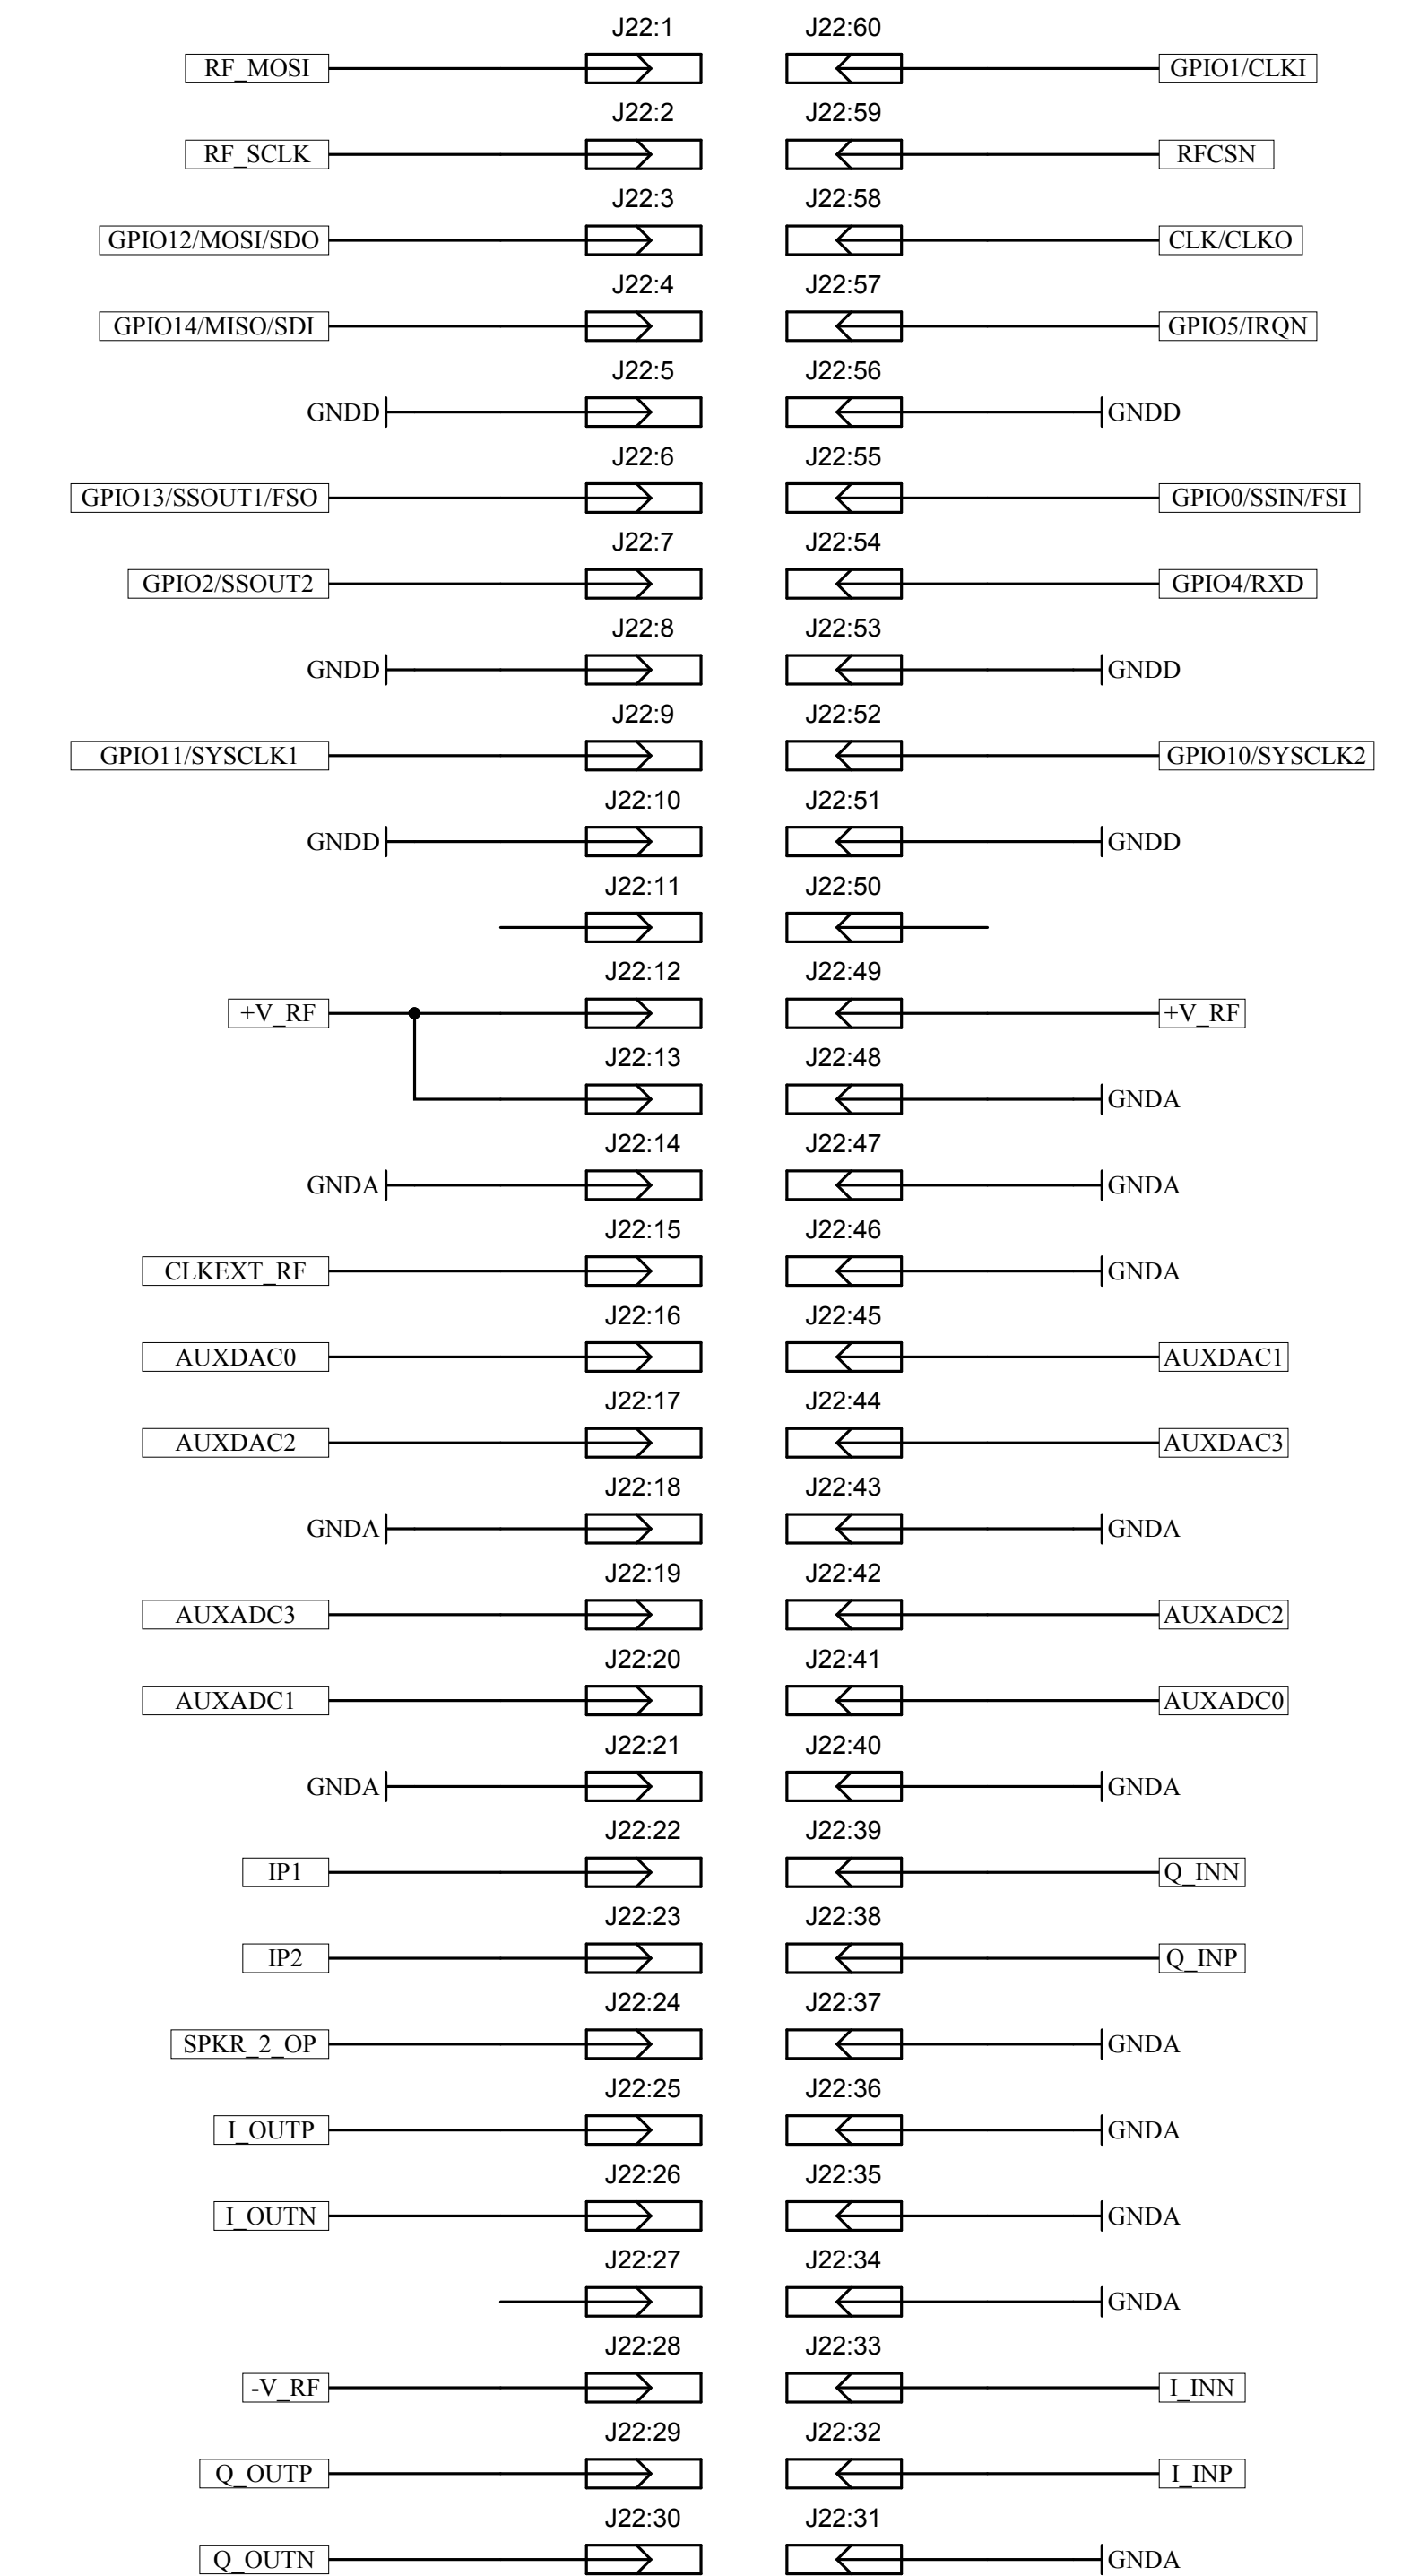 J22:1 J22:60
RF_MOSI GPIO1/CLKI
J22:2 J22:59
RF_SCLK RFCSN
J22:3 J22:58
GPIO12/MOSI/SDO CLK/CLKO
J22:4 J22:57
GPIO14/MISO/SDI GPIO5/IRQN
J22:5 J22:56
GNDD GNDD
J22:6 J22:55
GPIO13/SSOUT1/FSO GPIO0/SSIN/FSI
J22:7 J22:54
GPIO2/SSOUT2 GPIO4/RXD
J22:8 J22:53
GNDD GNDD
J22:9 J22:52
GPIO11/SYSCLK1 GPIO10/SYSCLK2
J22:10 J22:51
GNDD GNDD
J22:11 J22:50
J22:12 J22:49
+V_RF +V_RF
J22:13 J22:48
GNDA
J22:14 J22:47
GNDA GNDA
J22:15 J22:46
CLKEXT_RF GNDA
J22:16 J22:45
AUXDAC0 AUXDAC1
J22:17 J22:44
AUXDAC2 AUXDAC3
J22:18 J22:43
GNDA GNDA
J22:19 J22:42
AUXADC3 AUXADC2
J22:20 J22:41
AUXADC1 AUXADC0
J22:21 J22:40
GNDA GNDA
J22:22 J22:39
IP1 Q_INN
J22:23 J22:38
IP2 Q_INP
J22:24 J22:37
SPKR_2_OP GNDA
J22:25 J22:36
I_OUTP GNDA
J22:26 J22:35
I_OUTN GNDA
J22:27 J22:34
GNDA
J22:28 J22:33
-V_RF I_INN
J22:29 J22:32
Q_OUTP I_INP
J22:30 J22:31
Q_OUTN GNDA